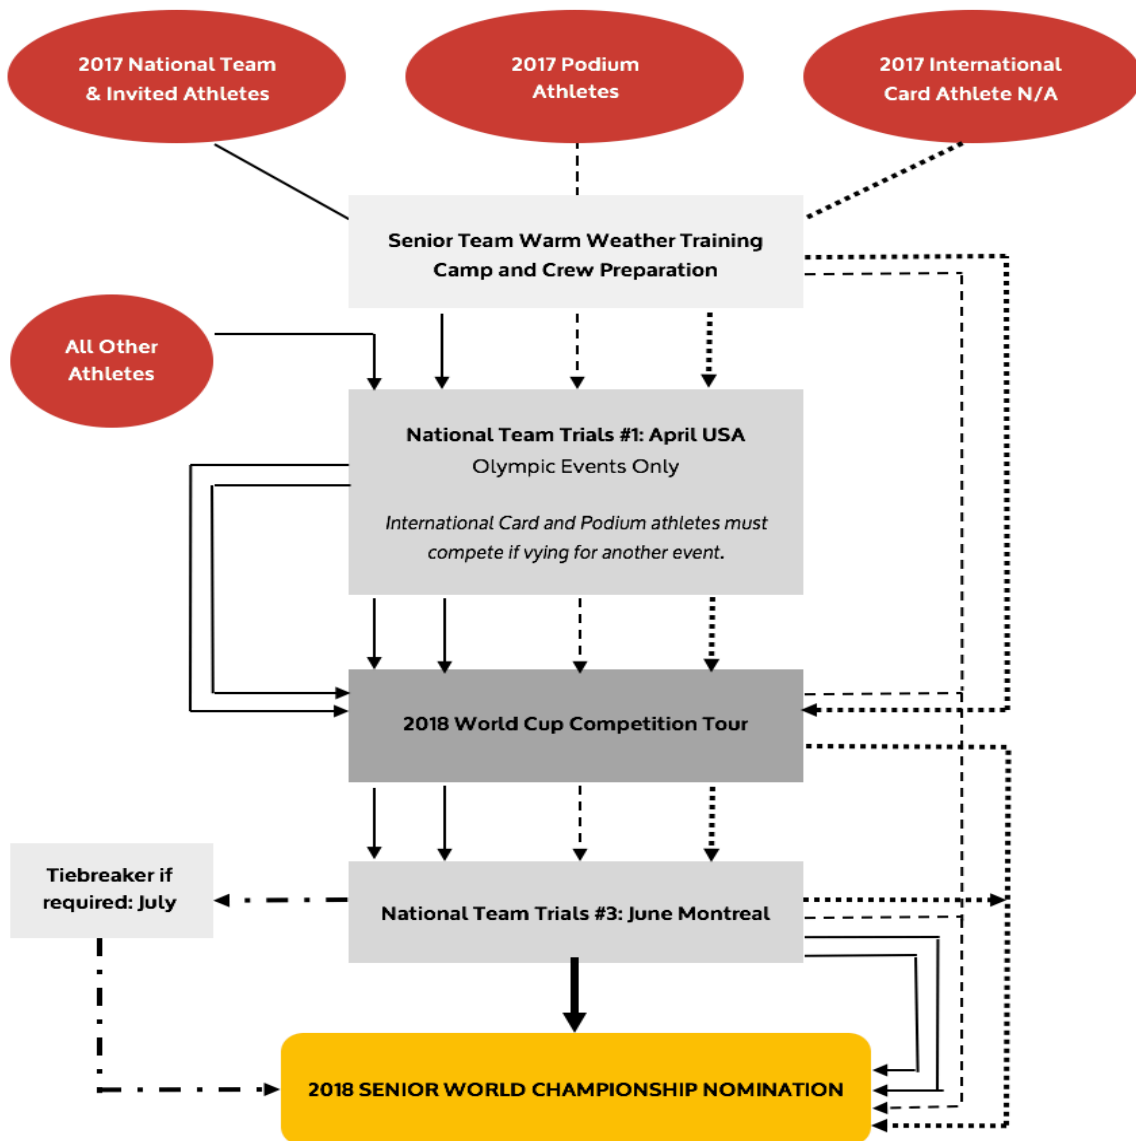 2017 National Team
& Invited Athletes
2017 Podium
Athletes
2017 International
Card Athlete N/A
Senior Team Warm Weather Training
Camp and Crew Preparation
All Other
Athletes
National Team Trials #1: April USA
Olympic Events Only
International Card and Podium athletes must
compete if vying for another event.
2018 World Cup Competition Tour
Tiebreaker if
required: July
National Team Trials #3: June Montreal
2018 SENIOR WORLD CHAMPIONSHIP NOMINATION